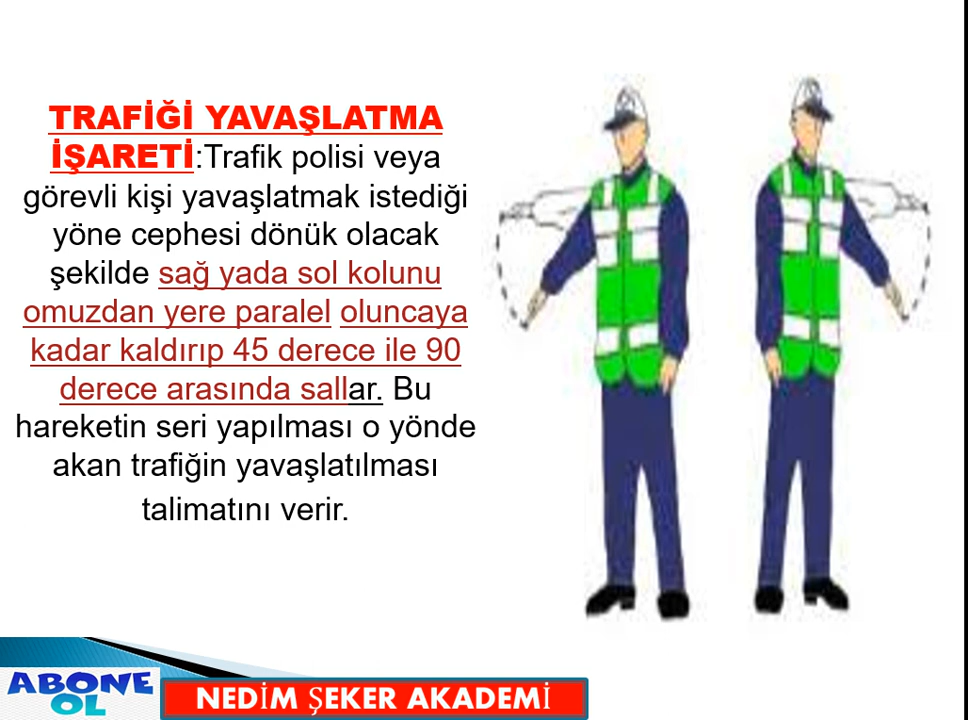 TRAFİĞİ YAVAŞLATMA
İŞARETİ:Trafik polisi veya
görevli kişi yavaşlatmak istediği
yöne cephesi dönük olacak
şekilde sağ yada sol kolunu
omuzdan yere paralel oluncaya
kadar kaldırıp 45 derece ile 90
derece arasında sallar. Bu
hareketin seri yapılması o yönde
akan trafiğin yavaşlatılması
talimatını verir.
ABONE
OL
NEDİM ŞEKER AKADEMİ